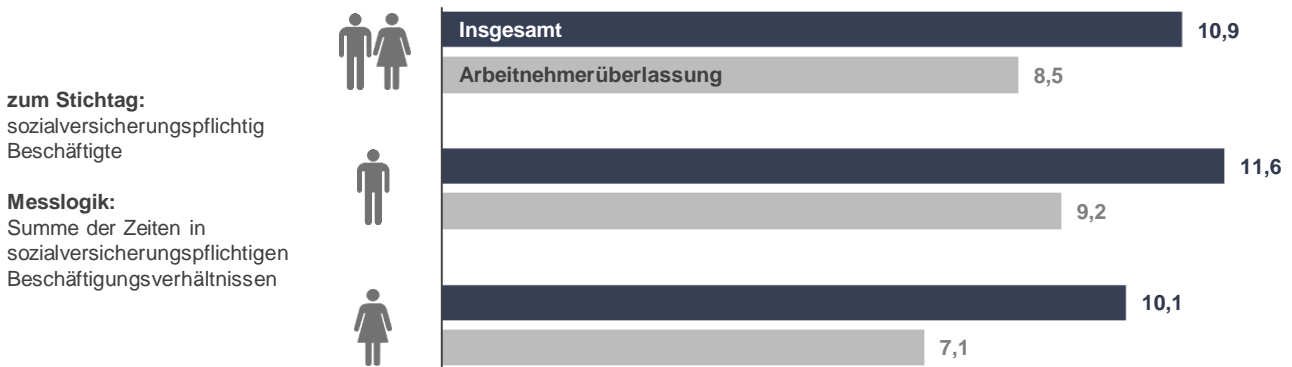 Insgesamt 10,9
Arbeitnehmerüberlassung 8,5
zum Stichtag:
sozialversicherungspflichtig
Beschäftigte
11,6
Messlogik:
Summe der Zeiten in
sozialversicherungspflichtigen
Beschäftigungsverhältnissen
9,2
10,1
7,1